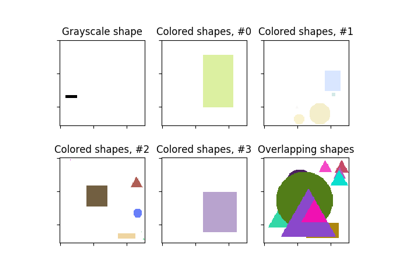 Grayscale shape
Colored shapes, #0
Colored shapes, #1
Colored shapes, #2
Colored shapes, #3
Overlapping shapes